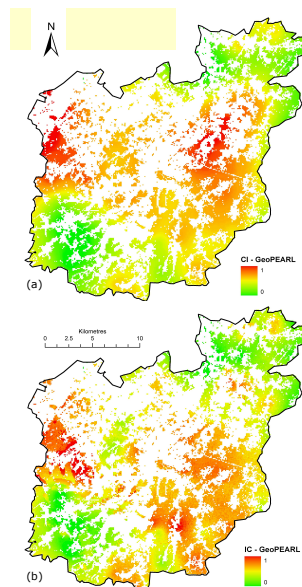 N
CI - GeoPEARL
1
0
(a)
Kilometres
0 2.5 5 10
IC - GeoPEARL
1
0
(b)